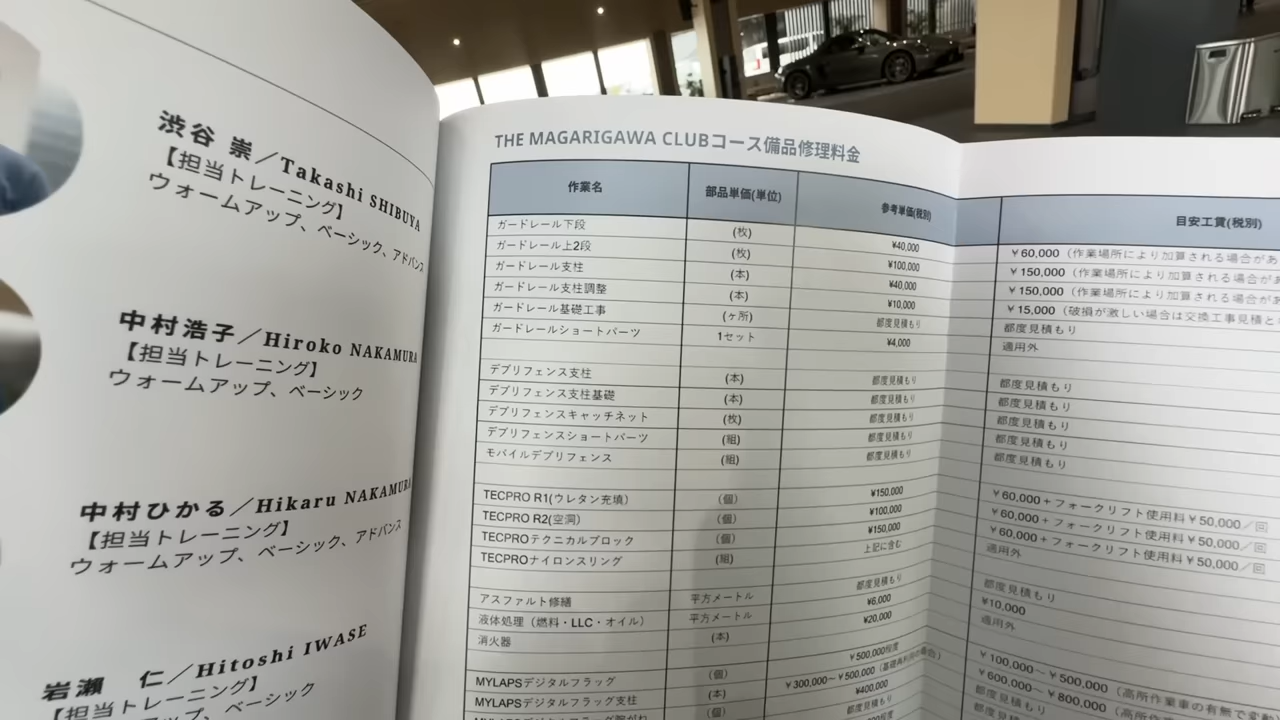 渋谷 崇／Takashi SHIBUYA
【担当トレーニング】
ウォームアップ、ベーシック、アドバンス
中村浩子／Hiroko NAKAMURA
【担当トレーニング】
ウォームアップ、ベーシック
中村ひかる／Hikaru NAKAMURA
【担当トレーニング】
ウォームアップ、ベーシック、アドバンス
岩瀬 仁／Hitoshi IWASE
【担当トレーニング】
ウォームアップ、ベーシック
THE MAGARIGAWA CLUBコース備品修理料金
作業名 部品単価(単位) 参考単価(税別) 目安工賃(税別)
ガードレール下段 (枚) ¥40,000 ￥60,000（作業場所により加算される場合があ
ガードレール上2段 (枚) ¥100,000 ￥150,000（作業場所により加算される場合が
ガードレール支柱 (本) ¥40,000 ￥150,000（作業場所により加算される場合が
ガードレール支柱調整 (本) ¥10,000 ￥15,000（破損が激しい場合は交換工事見積と
ガードレール基礎工事 (ヶ所) 都度見積もり 都度見積もり
ガードレールショートパーツ 1セット ¥4,000 適用外
デブリフェンス支柱 (本) 都度見積もり 都度見積もり
デブリフェンス支柱基礎 (本) 都度見積もり 都度見積もり
デブリフェンスキャッチネット (枚) 都度見積もり 都度見積もり
デブリフェンスショートパーツ (組) 都度見積もり 都度見積もり
モバイルデブリフェンス (組) 都度見積もり 都度見積もり
TECPRO R1(ウレタン充填) （個） ¥150,000 ￥60,000＋フォークリフト使用料￥50,000／回
TECPRO R2(空洞) （個） ¥100,000 ￥60,000＋フォークリフト使用料￥50,000／回
TECPROテクニカルブロック （個） ¥150,000 ￥60,000＋フォークリフト使用料￥50,000／回
TECPROナイロンスリング (組) 上記に含む 適用外
アスファルト修繕 平方メートル 都度見積もり 都度見積もり
液体処理（燃料・LLC・オイル） 平方メートル ¥6,000 ¥10,000
消火器 (本) ¥20,000 適用外
MYLAPSデジタルフラッグ (個) ￥500,000程度 ￥100,000～￥500,000（高所作業車の有無で変
MYLAPSデジタルフラッグ支柱 (本) ￥300,000～￥500,000 ￥600,000～￥800,000（高所
(個) ¥400,000 都度見積もり
都度見積もり